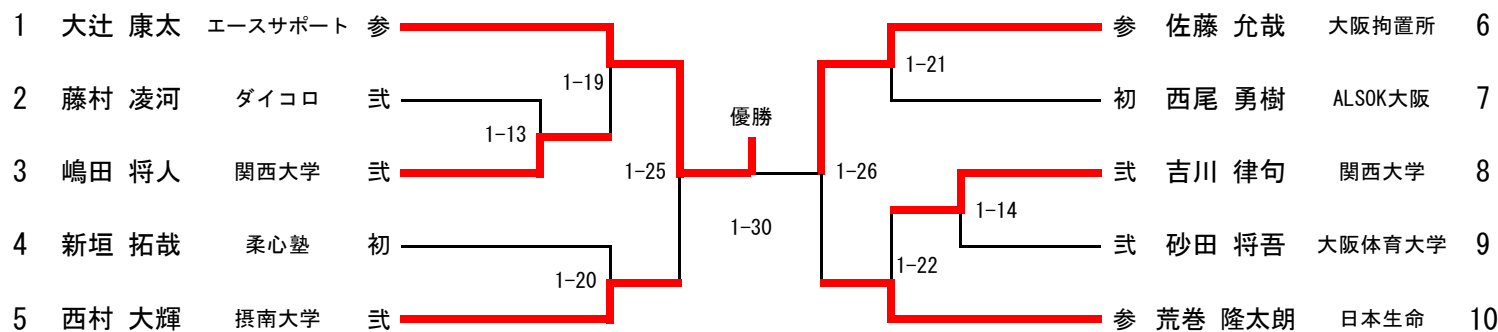 1 大辻 康太 エースサポート 参
2 藤村 凌河 ダイコロ 弐
3 嶋田 将人 関西大学 弐
4 新垣 拓哉 柔心塾 初
5 西村 大輝 摂南大学 弐
1-19
1-13
1-25
1-20
優勝
1-30
1-21
1-26
1-14
1-22
参 佐藤 允哉 大阪拘置所 6
初 西尾 勇樹 ALSOK大阪 7
弐 吉川 律句 関西大学 8
弐 砂田 将吾 大阪体育大学 9
参 荒巻 隆太朗 日本生命 10